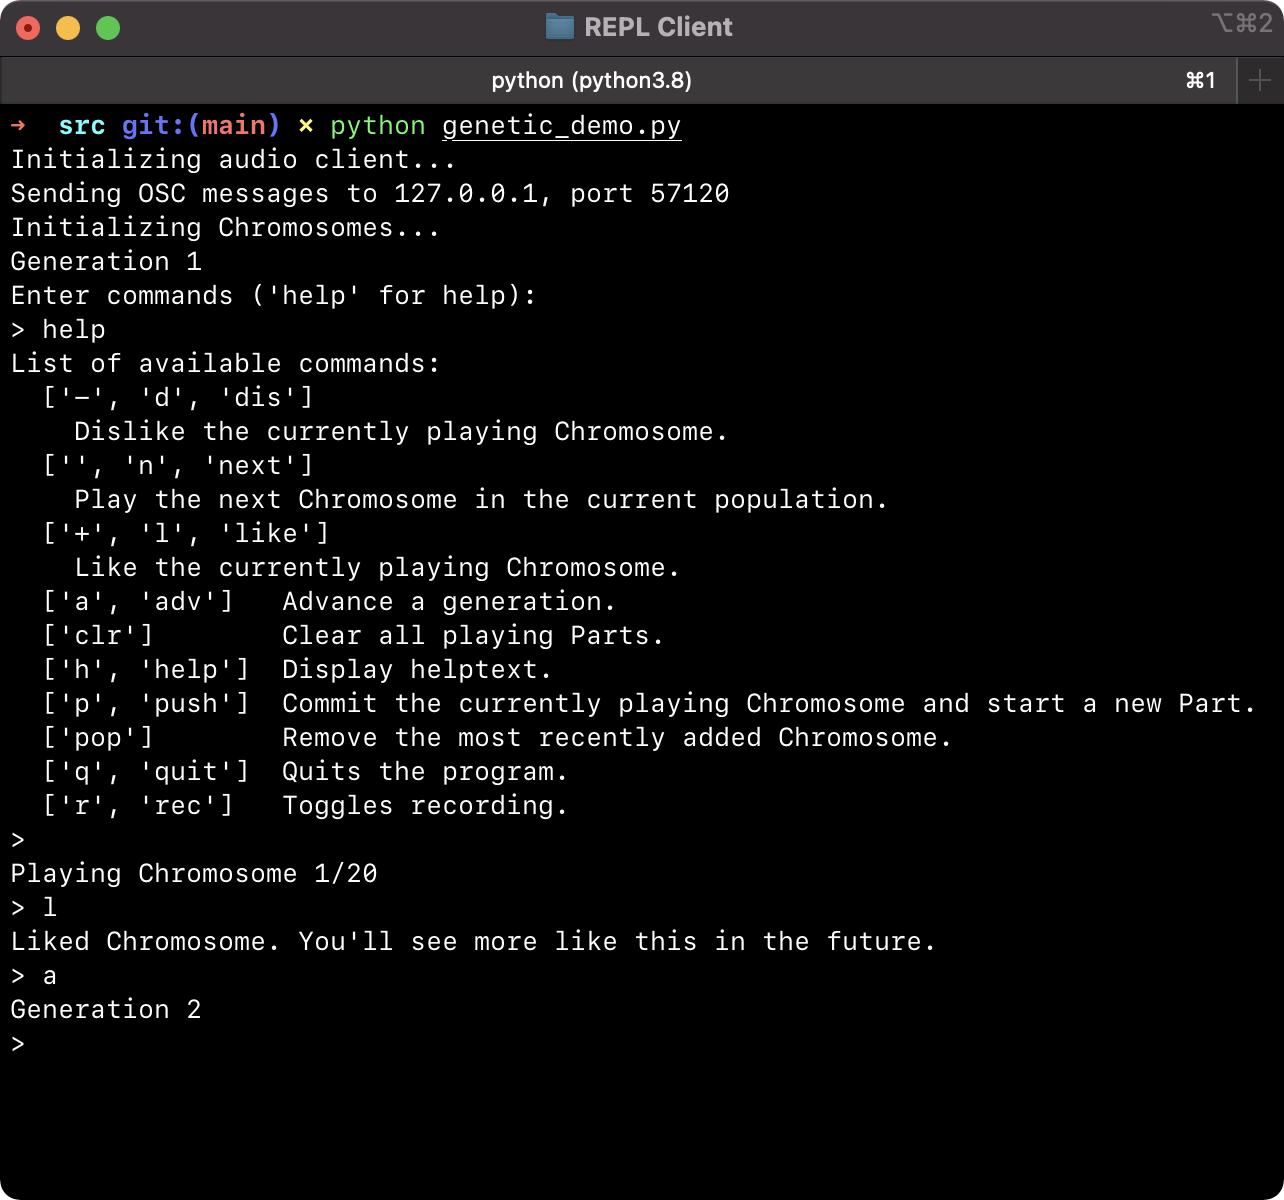 REPL Client ⌥⌘2
python (python3.8) ⌘1 +
→ src git:(main) × python genetic_demo.py
Initializing audio client...
Sending OSC messages to 127.0.0.1, port 57120
Initializing Chromosomes...
Generation 1
Enter commands ('help' for help):
> help
List of available commands:
  ['-', 'd', 'dis']
    Dislike the currently playing Chromosome.
  ['', 'n', 'next']
    Play the next Chromosome in the current population.
  ['+', 'l', 'like']
    Like the currently playing Chromosome.
  ['a', 'adv']   Advance a generation.
  ['clr']        Clear all playing Parts.
  ['h', 'help']  Display helptext.
  ['p', 'push']  Commit the currently playing Chromosome and start a new Part.
  ['pop']        Remove the most recently added Chromosome.
  ['q', 'quit']  Quits the program.
  ['r', 'rec']   Toggles recording.
>
Playing Chromosome 1/20
> l
Liked Chromosome. You'll see more like this in the future.
> a
Generation 2
>